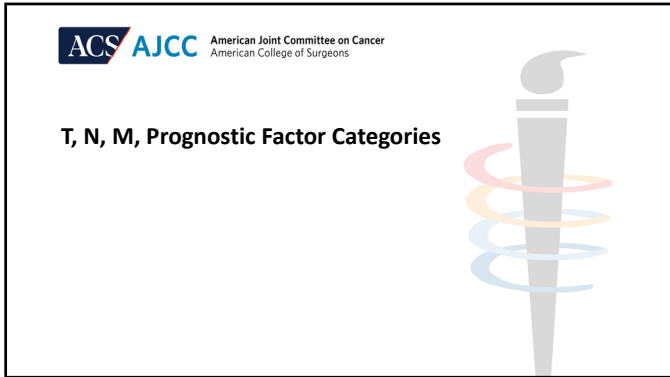 ACS AJCC American Joint Committee on Cancer
American College of Surgeons
T, N, M, Prognostic Factor Categories